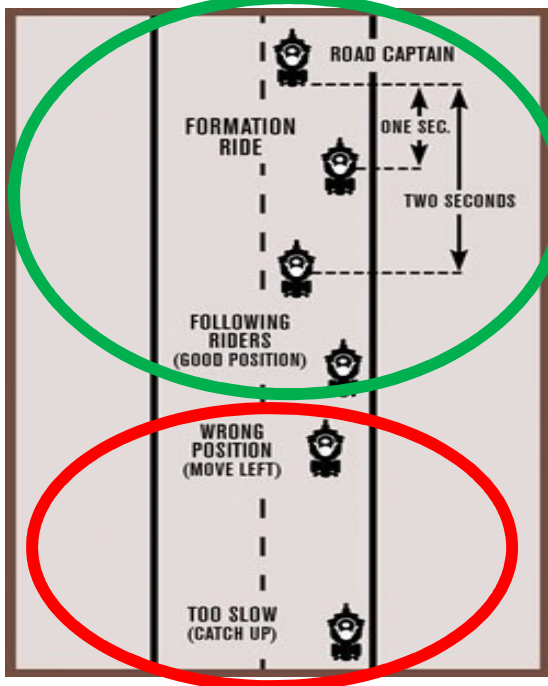 ROAD CAPTAIN
FORMATION
RIDE
ONE SEC.
TWO SECONDS
FOLLOWING
RIDERS
(GOOD POSITION)
WRONG
POSITION
(MOVE LEFT)
TOO SLOW
(CATCH UP)